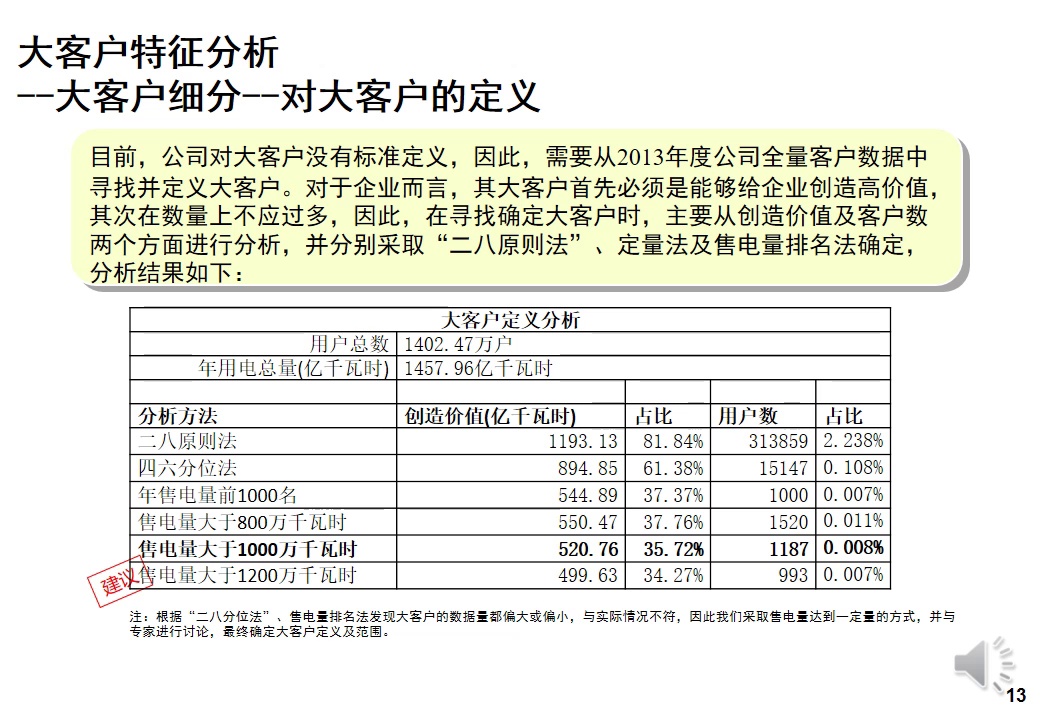 大客户特征分析
--大客户细分--对大客户的定义
目前，公司对大客户没有标准定义，因此，需要从2013年度公司全量客户数据中
寻找并定义大客户。对于企业而言，其大客户首先必须是能够给企业创造高价值，
其次在数量上不应过多，因此，在寻找确定大客户时，主要从创造价值及客户数
两个方面进行分析，并分别采取“二八原则法”、定量法及售电量排名法确定，
分析结果如下：
大客户定义分析
用户总数 1402.47万户
年用电总量(亿千瓦时) 1457.96亿千瓦时
分析方法 创造价值(亿千瓦时) 占比 用户数 占比
二八原则法 1193.13 81.84% 313859 2.238%
四六分位法 894.85 61.38% 15147 0.108%
年售电量前1000名 544.89 37.37% 1000 0.007%
售电量大于800万千瓦时 550.47 37.76% 1520 0.011%
售电量大于1000万千瓦时 520.76 35.72% 1187 0.008%
售电量大于1200万千瓦时 499.63 34.27% 993 0.007%
建议
注：根据“二八分位法”、售电量排名法发现大客户的数据量都偏大或偏小，与实际情况不符，因此我们采取售电量达到一定量的方式，并与
专家进行讨论，最终确定大客户定义及范围。
13